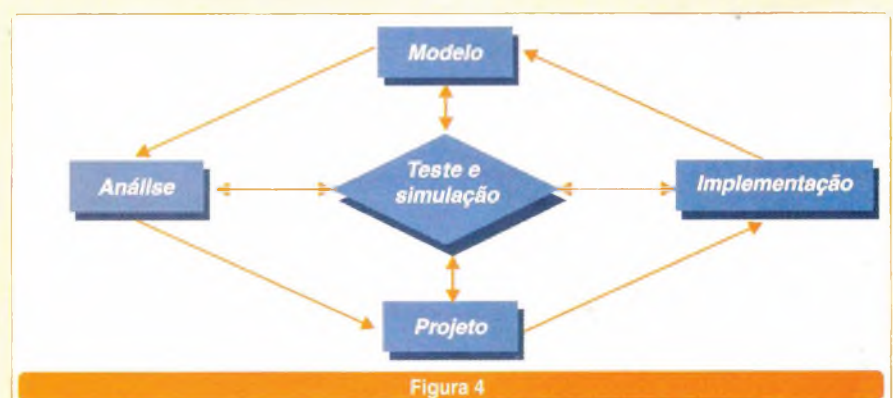 Modelo
Análise
Teste e
simulação
Implementação
Projeto
Figura 4